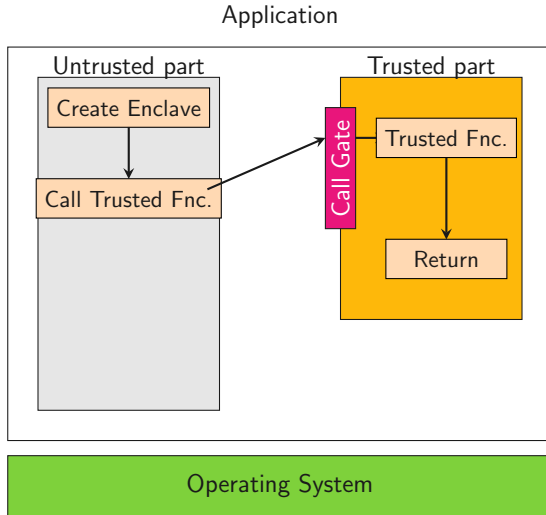 Application
Untrusted part
Trusted part
Create Enclave
Call Trusted Fnc.
Call Gate
Trusted Fnc.
Return
Operating System